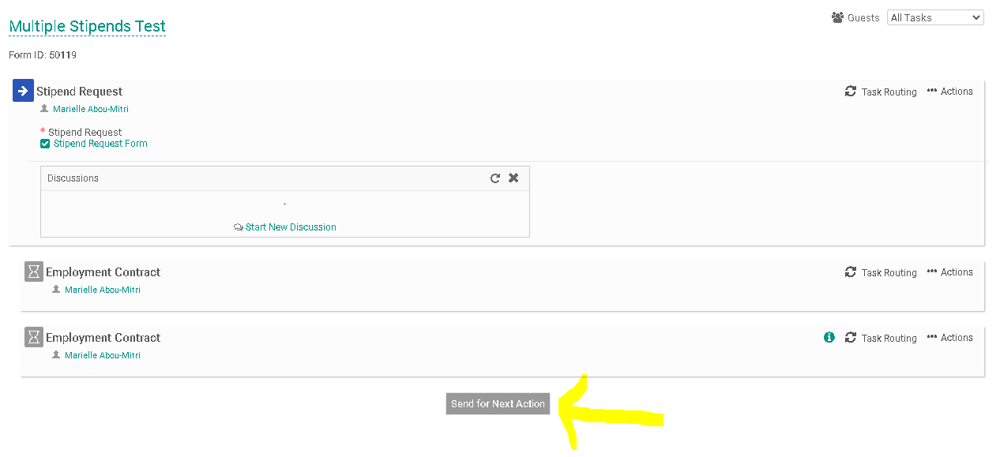 Multiple Stipends Test
Guests All Tasks
Form ID: 50119
Stipend Request Task Routing Actions
Marielle Abou-Mitri
* Stipend Request
Stipend Request Form
Discussions
-
Start New Discussion
Employment Contract Task Routing Actions
Marielle Abou-Mitri
Employment Contract Task Routing Actions
Marielle Abou-Mitri
Send for Next Action